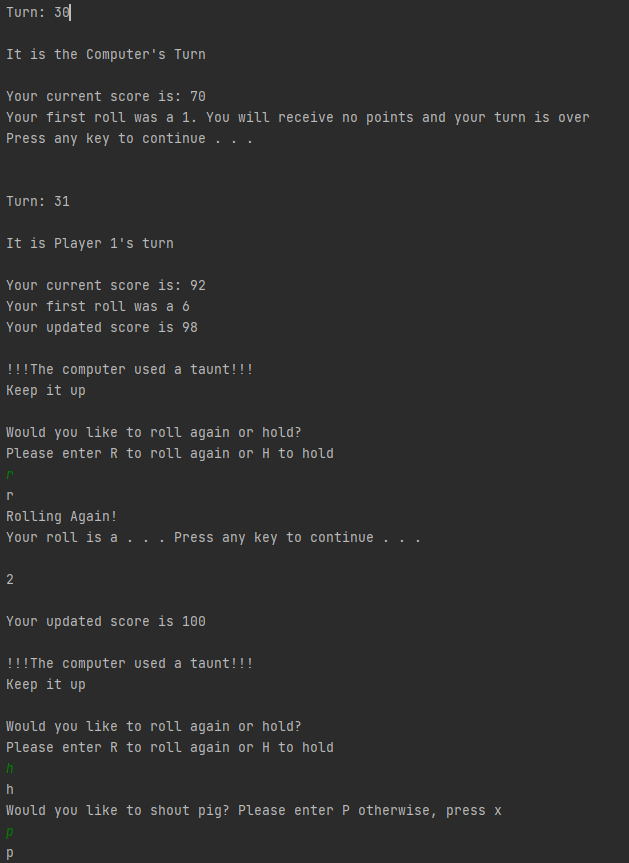 Turn: 30
It is the Computer's Turn
Your current score is: 70
Your first roll was a 1. You will receive no points and your turn is over
Press any key to continue . . .
Turn: 31
It is Player 1's turn
Your current score is: 92
Your first roll was a 6
Your updated score is 98
!!!The computer used a taunt!!!
Keep it up
Would you like to roll again or hold?
Please enter R to roll again or H to hold
r
r
Rolling Again!
Your roll is a . . . Press any key to continue . . .
2
Your updated score is 100
!!!The computer used a taunt!!!
Keep it up
Would you like to roll again or hold?
Please enter R to roll again or H to hold
h
h
Would you like to shout pig? Please enter P otherwise, press x
p
p